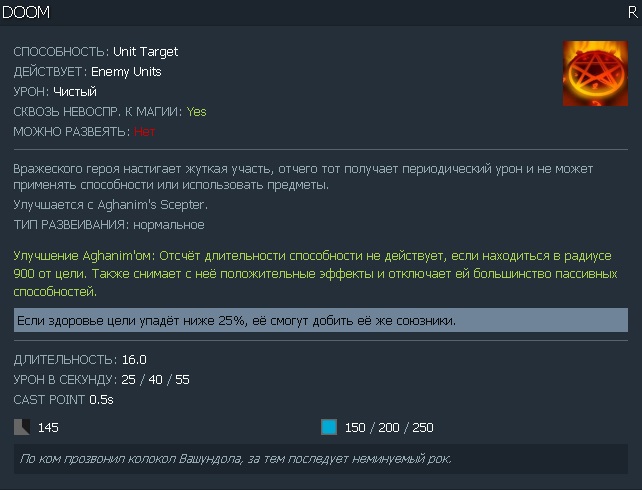 DOOM R
СПОСОБНОСТЬ: Unit Target
ДЕЙСТВУЕТ: Enemy Units
УРОН: Чистый
СКВОЗЬ НЕВОСПР. К МАГИИ: Yes
МОЖНО РАЗВЕЯТЬ: Нет
Вражеского героя настигает жуткая участь, отчего тот получает периодический урон и не может
применять способности или использовать предметы.
Улучшается с Aghanim's Scepter.
ТИП РАЗВЕИВАНИЯ: нормальное
Улучшение Aghanim'ом: Отсчёт длительности способности не действует, если находиться в радиусе
900 от цели. Также снимает с неё положительные эффекты и отключает ей большинство пассивных
способностей.
Если здоровье цели упадёт ниже 25%, её смогут добить её же союзники.
ДЛИТЕЛЬНОСТЬ: 16.0
УРОН В СЕКУНДУ: 25 / 40 / 55
CAST POINT 0.5s
145 150 / 200 / 250
По ком прозвонил колокол Вашундола, за тем последует неминуемый рок.